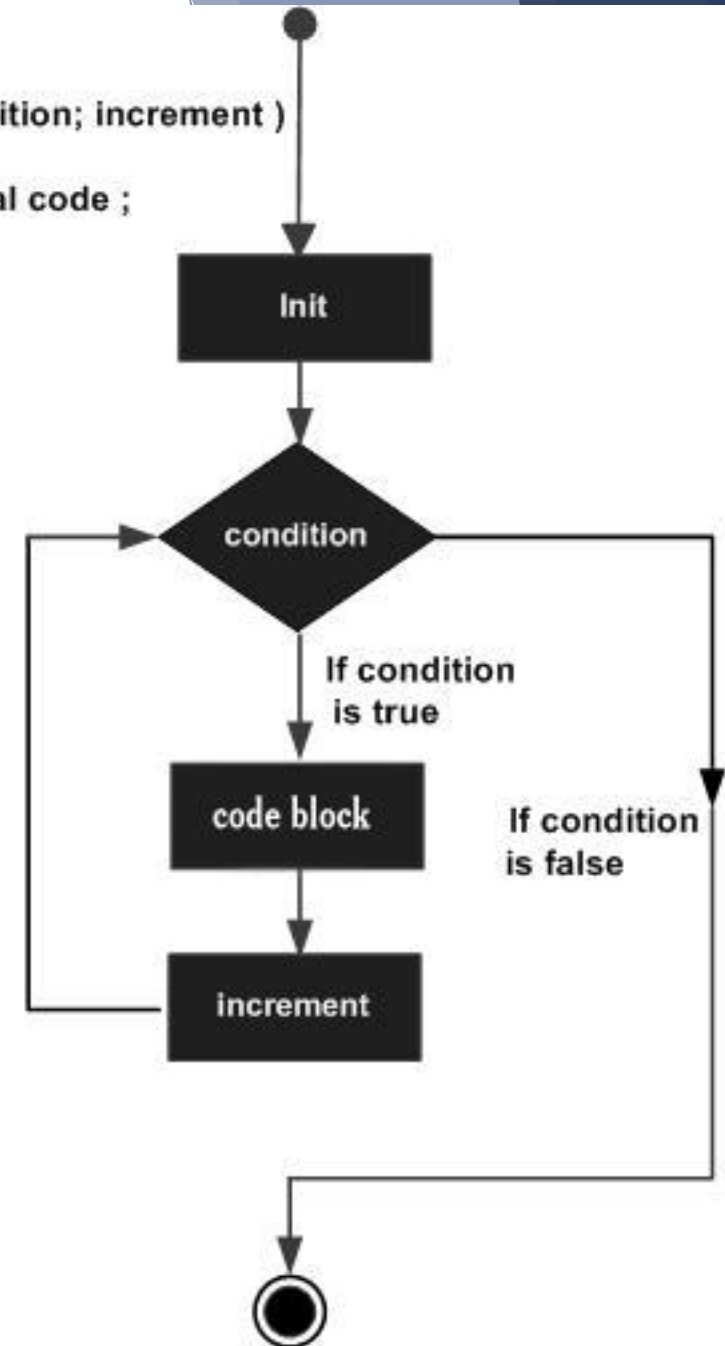 ition; increment )
al code ;
Init
condition
If condition
is true
code block
If condition
is false
increment